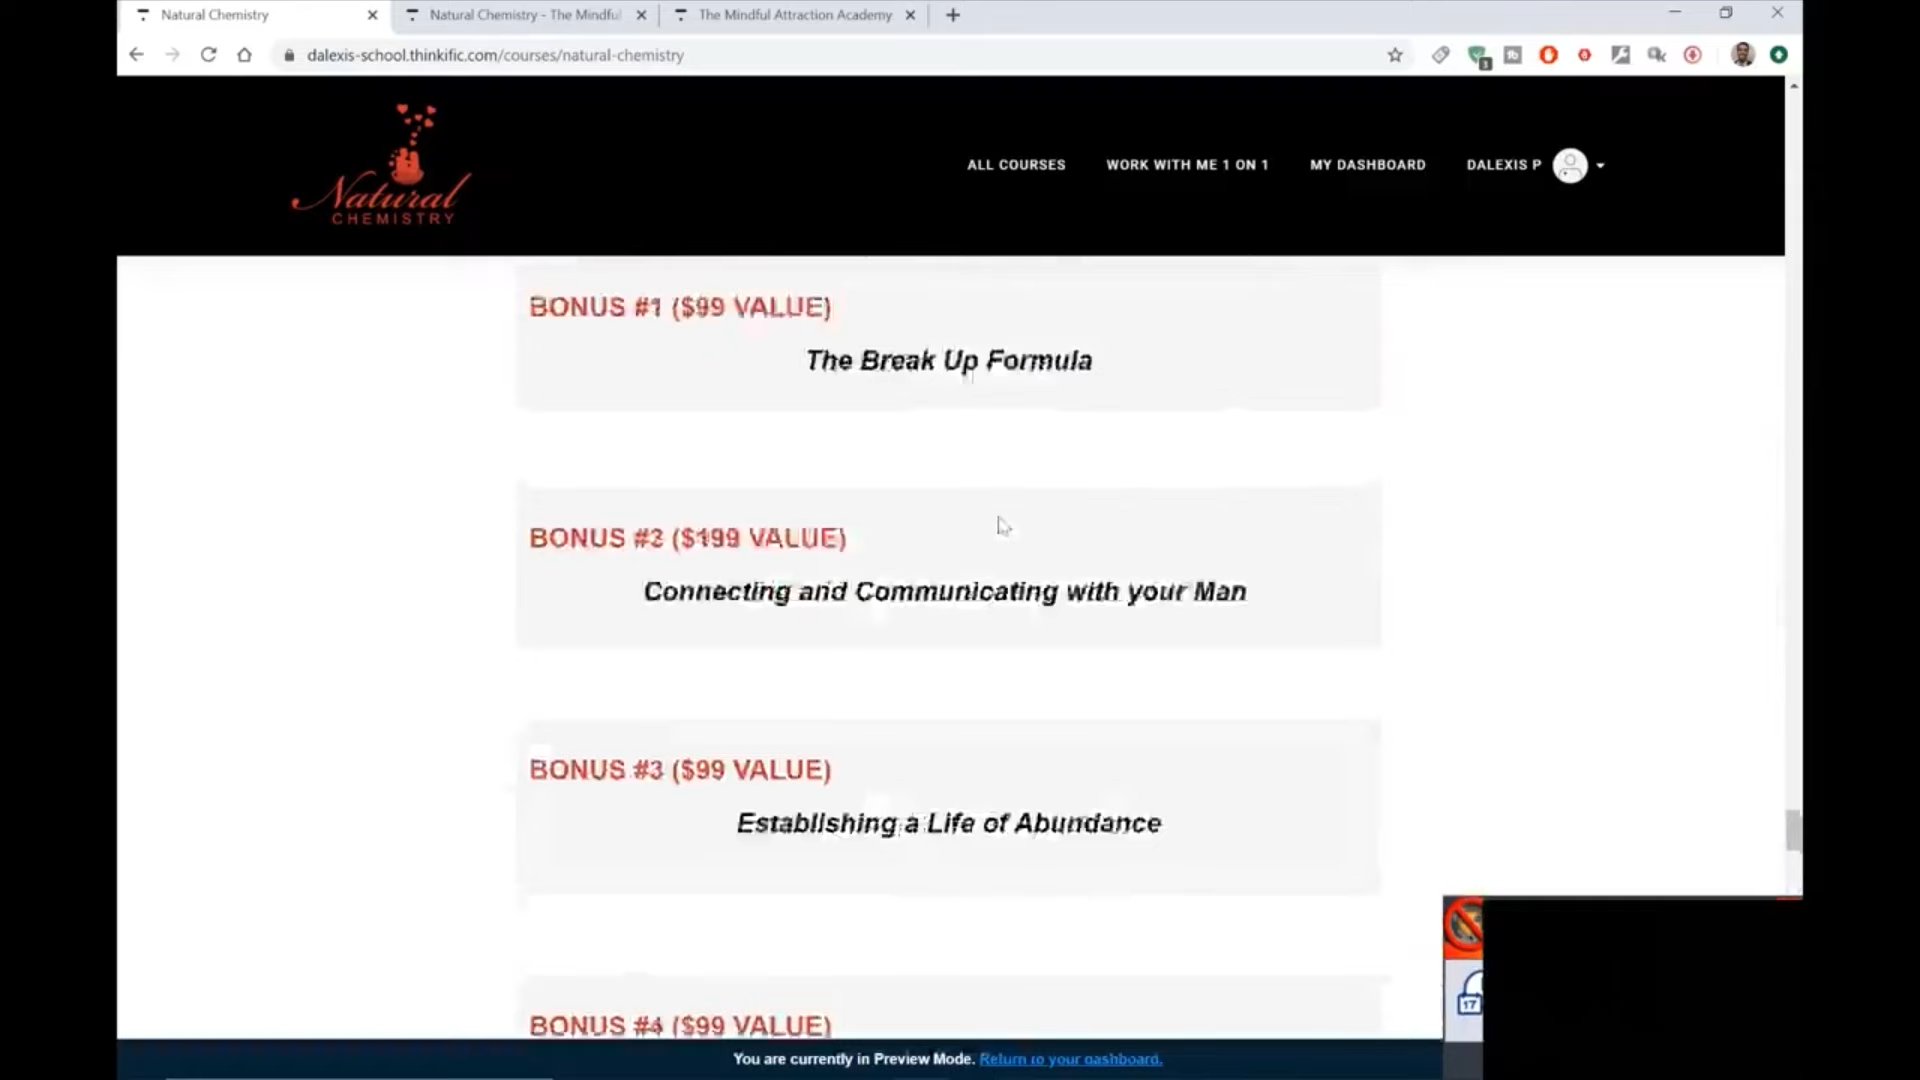 Natural Chemistry
Natural Chemistry - The Mindful
The Mindful Attraction Academy
dalexis-school.thinkific.com/courses/natural-chemistry
Natural
CHEMISTRY
ALL COURSES
WORK WITH ME 1 ON 1
MY DASHBOARD
DALEXIS P
BONUS #1 ($99 VALUE)
The Break Up Formula
BONUS #2 ($199 VALUE)
Connecting and Communicating with your Man
BONUS #3 ($99 VALUE)
Establishing a Life of Abundance
BONUS #4 ($99 VALUE)
You are currently in Preview Mode. Return to your dashboard.
17